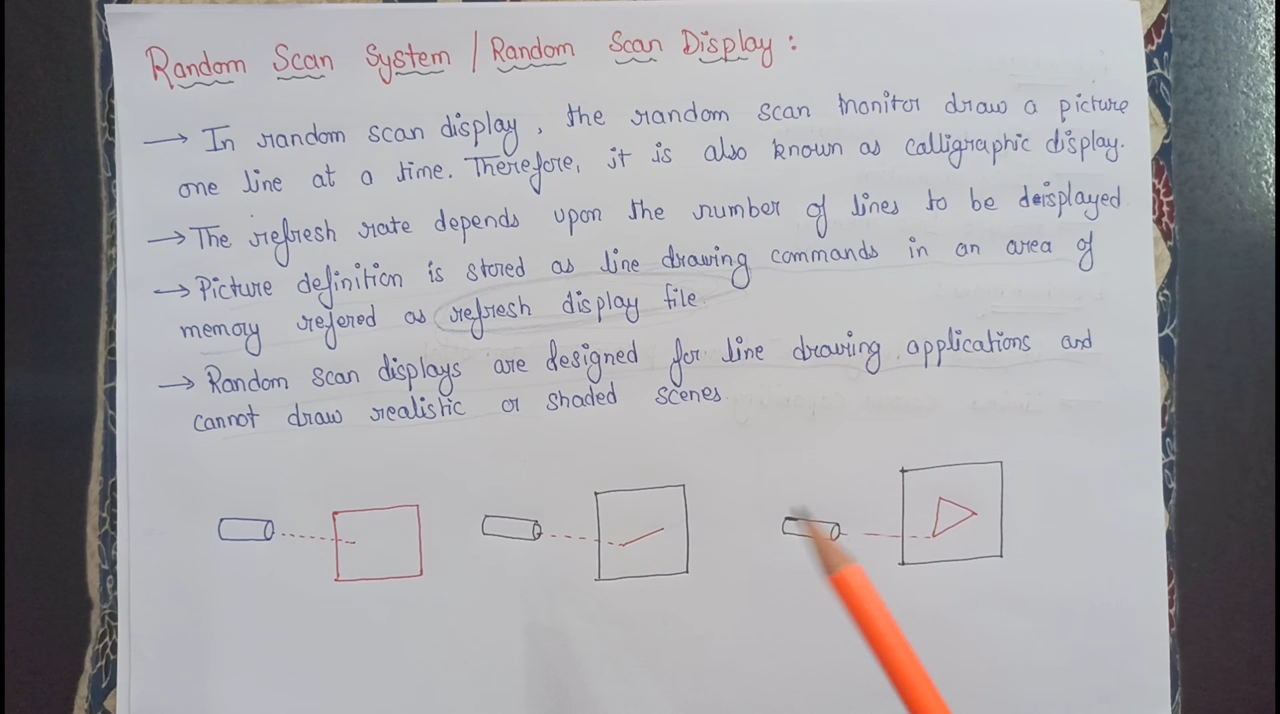 Random Scan System / Random Scan Display :
→ In random scan display, the random scan monitor draw a picture
one line at a time. Therefore, it is also known as calligraphic display.
→ The refresh rate depends upon the number of lines to be displayed
→ Picture definition is stored as line drawing commands in an area of
memory refered as refresh display file.
→ Random scan displays are designed for line drawing applications and
cannot draw realistic or shaded scenes.